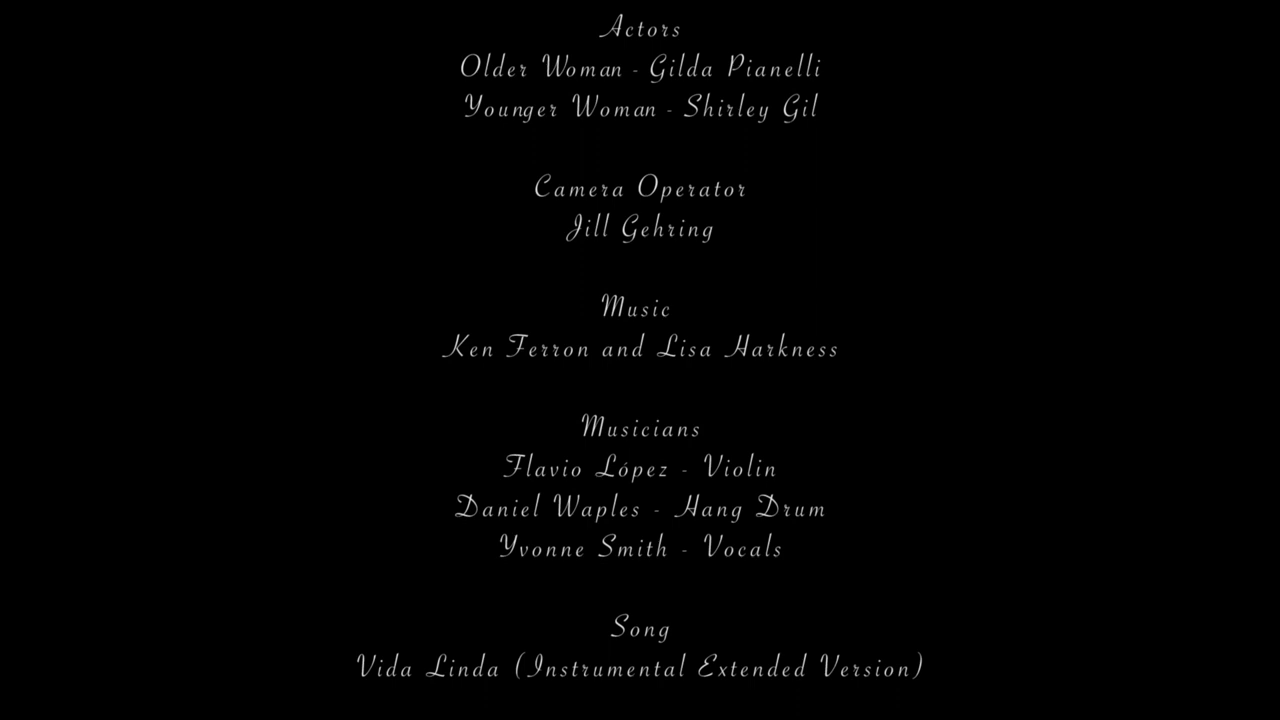 Actors
Older Woman - Gilda Pianelli
Younger Woman - Shirley Gil
Camera Operator
Jill Gehring
Music
Ken Ferron and Lisa Harkness
Musicians
Flavio López - Violin
Daniel Waples - Hang Drum
Yvonne Smith - Vocals
Song
Vida Linda (Instrumental Extended Version)